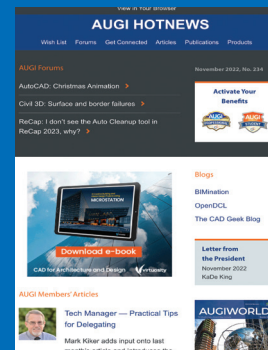 View in Your Browser
AUGI HOTNEWS
Wish List Forums Get Connected Articles Publications Products
AUGI Forums
AutoCAD: Christmas Animation >
Civil 3D: Surface and border failures >
ReCap: I don't see the Auto Cleanup tool in
ReCap 2023, why? >
November 2022, No. 234
Activate Your
Benefits
AUGI
AUGI
MICROSTATION
Download e-book
CAD for Architecture and Design
Blogs
BIMination
OpenDCL
The CAD Geek Blog
Letter from
the President
November 2022
KaDe King
AUGI Members' Articles
Tech Manager — Practical Tips
for Delegating
Mark Kiker adds input onto last
AUGIWORLD